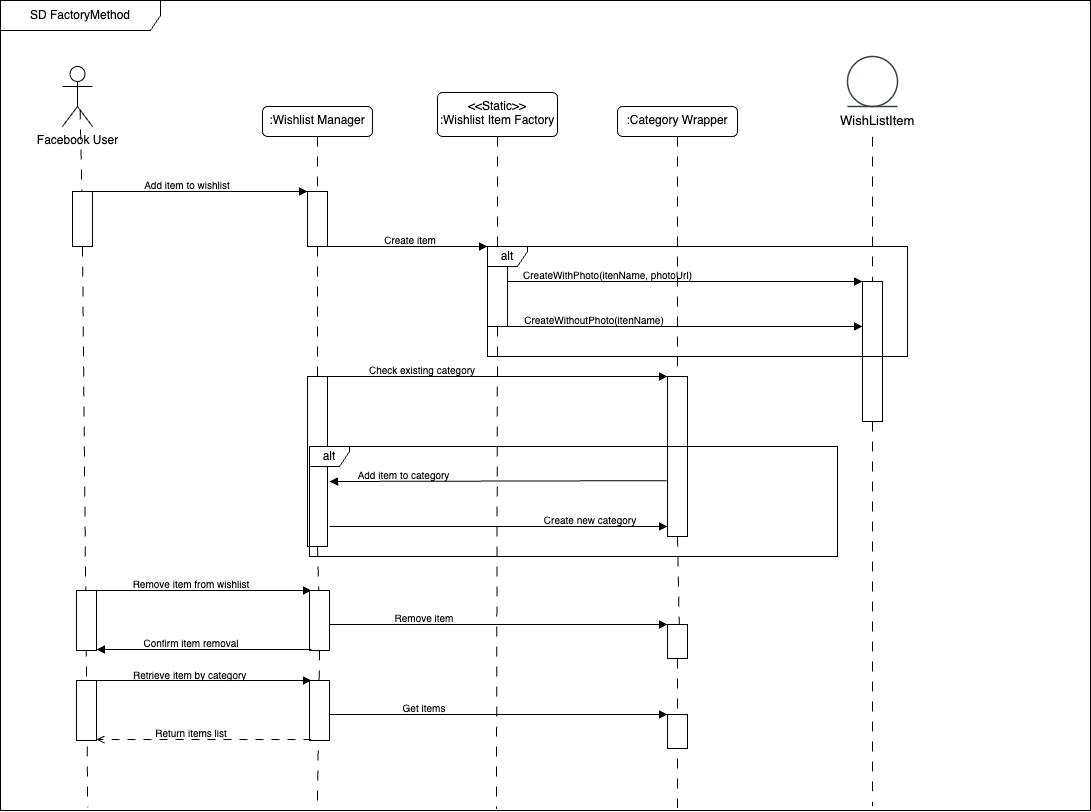 SD FactoryMethod
Facebook User
:Wishlist Manager
<<Static>>
:Wishlist Item Factory
:Category Wrapper
WishListItem
Add item to wishlist
Create item
alt
CreateWithPhoto(itenName, photoUrl)
CreateWithoutPhoto(itenName)
Check existing category
alt
Add item to category
Create new category
Remove item from wishlist
Remove item
Confirm item removal
Retrieve item by category
Get items
Return items list